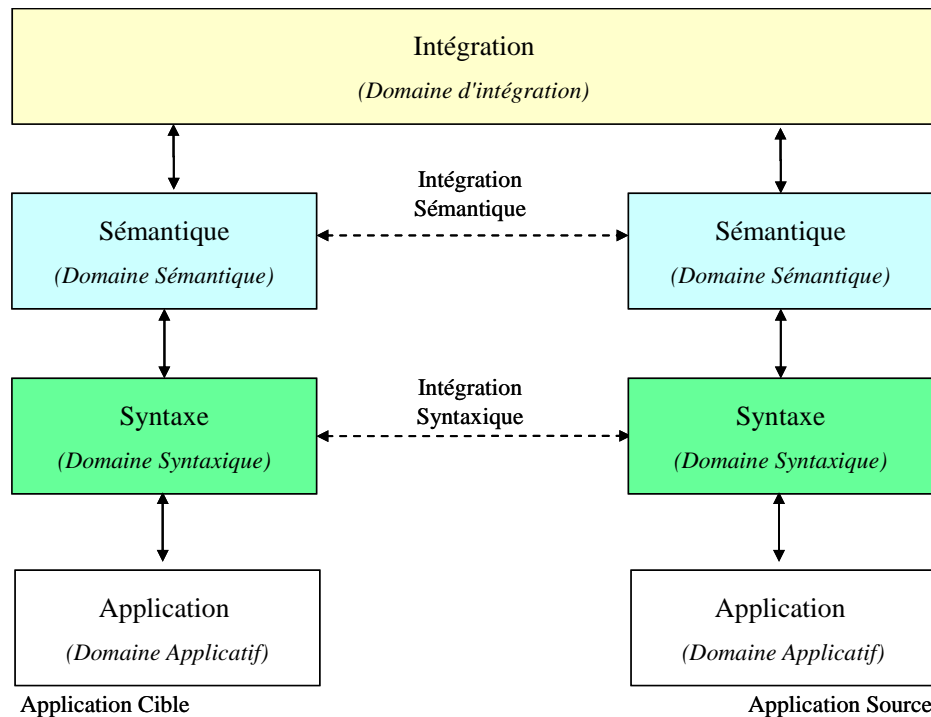 Intégration
(Domaine d'intégration)
Intégration
Sémantique
Sémantique
(Domaine Sémantique)
Sémantique
(Domaine Sémantique)
Intégration
Syntaxique
Syntaxe
(Domaine Syntaxique)
Syntaxe
(Domaine Syntaxique)
Application
(Domaine Applicatif)
Application
(Domaine Applicatif)
Application Cible
Application Source